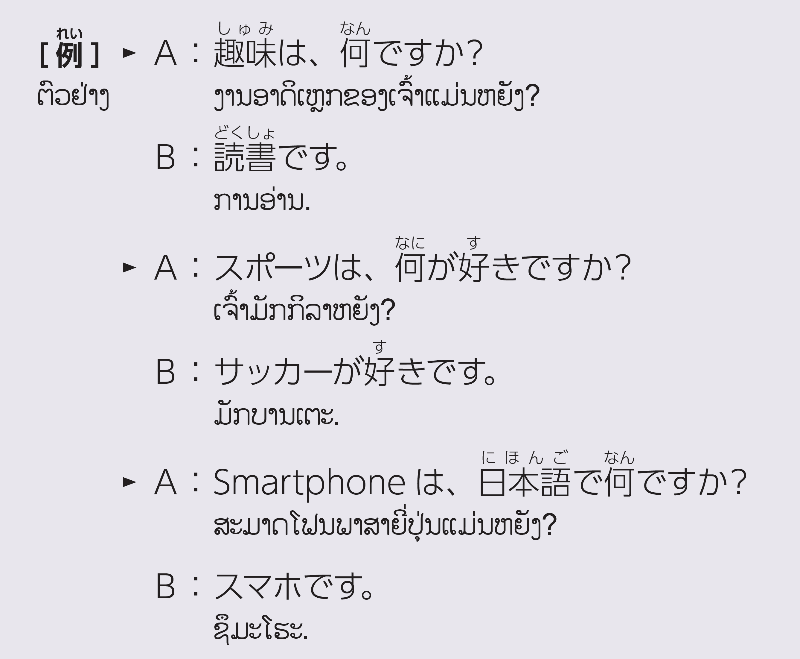 れい しゅみ なん
[例] ► A：趣味は、何ですか？
ຕົວຢ່າງ ງານອາດິເຫຼກຂອງເຈົ້າແມ່ນຫຍັງ?
どくしょ
B：読書です。
ການອ່ານ.
なに す
► A：スポーツは、何が好きですか？
ເຈົ້າມັກກິລາຫຍັງ?
す
B：サッカーが好きです。
ມັກບານເຕະ.
にほんご なん
► A：Smartphone は、日本語で何ですか？
ສະມາດໂຟນພາສາຍີ່ປຸ່ນແມ່ນຫຍັງ?
B：スマホです。
ຊຶມະໂຮະ.